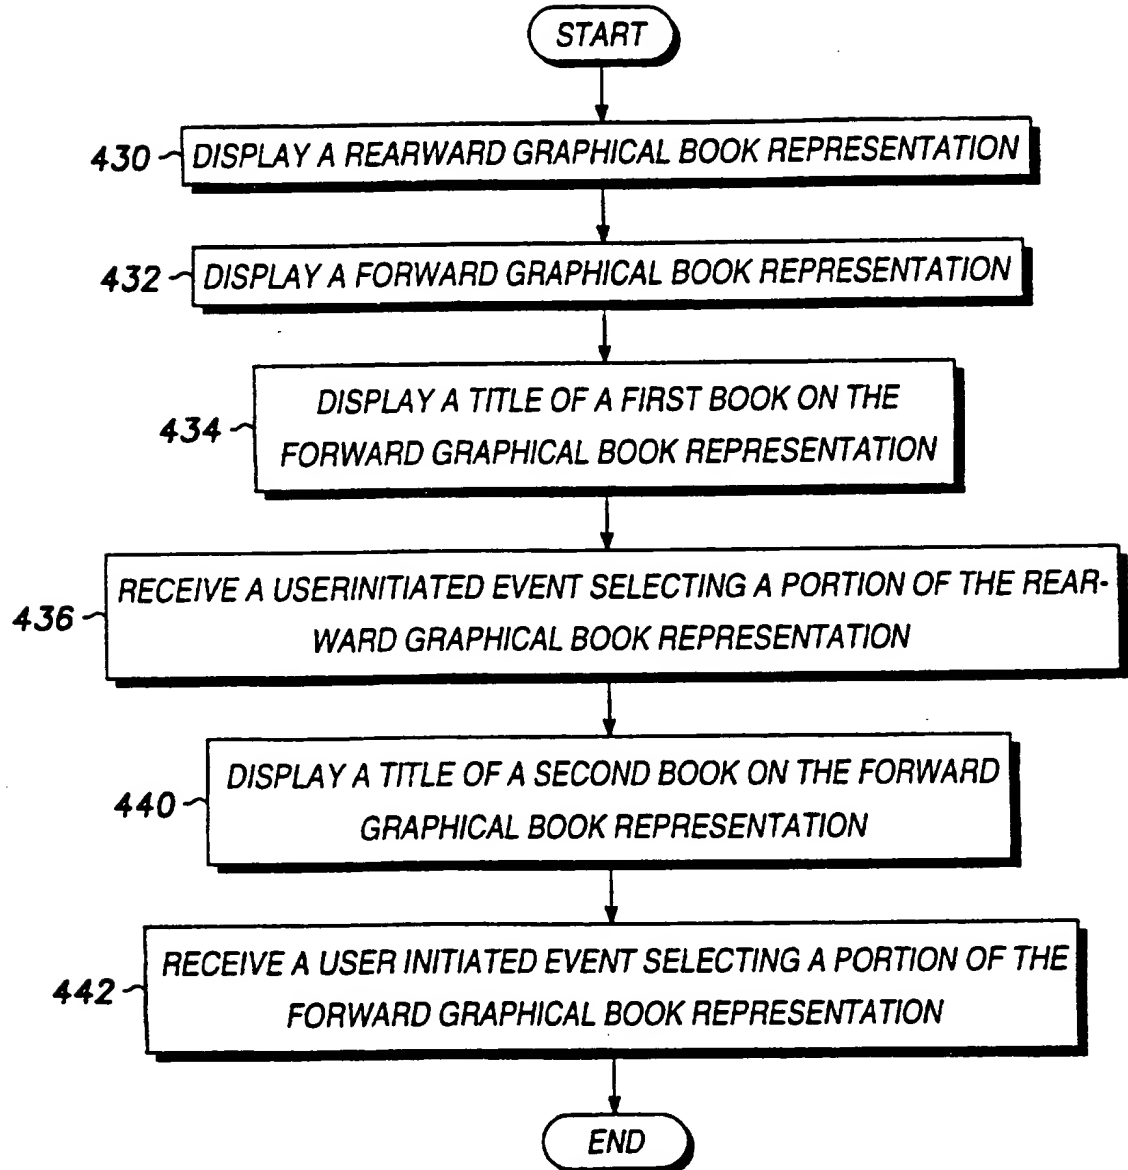 START
430 DISPLAY A REARWARD GRAPHICAL BOOK REPRESENTATION
432 DISPLAY A FORWARD GRAPHICAL BOOK REPRESENTATION
DISPLAY A TITLE OF A FIRST BOOK ON THE
434
FORWARD GRAPHICAL BOOK REPRESENTATION
RECEIVE A USERINITIATED EVENT SELECTING A PORTION OF THE REAR-
436
WARD GRAPHICAL BOOK REPRESENTATION
DISPLAY A TITLE OF A SECOND BOOK ON THE FORWARD
440
GRAPHICAL BOOK REPRESENTATION
RECEIVE A USER INITIATED EVENT SELECTING A PORTION OF THE
442
FORWARD GRAPHICAL BOOK REPRESENTATION
END